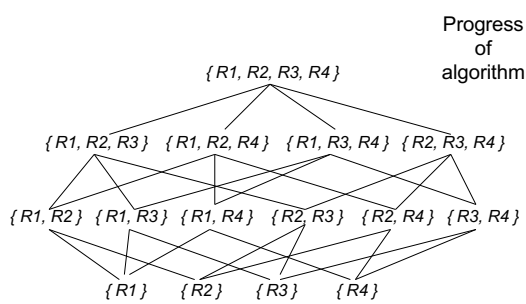 Progress
of
algorithm
{ R1, R2, R3, R4 }
{ R1, R2, R3 } { R1, R2, R4 } { R1, R3, R4 } { R2, R3, R4 }
{ R1, R2 } { R1, R3 } { R1, R4 } { R2, R3 } { R2, R4 } { R3, R4 }
{ R1 } { R2 } { R3 } { R4 }